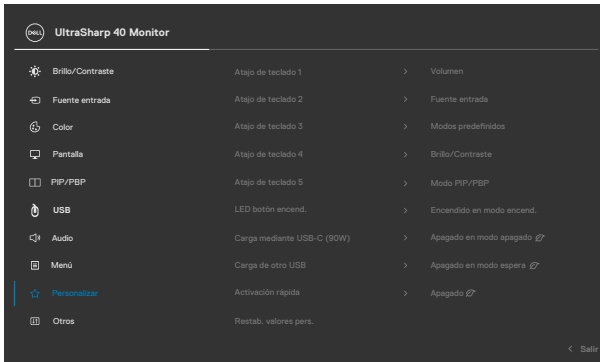 DELL UltraSharp 40 Monitor
Brillo/Contraste Atajo de teclado 1 > Volumen
Fuente entrada Atajo de teclado 2 > Fuente entrada
Color Atajo de teclado 3 > Modos predefinidos
Pantalla Atajo de teclado 4 > Brillo/Contraste
PIP/PBP Atajo de teclado 5 > Modo PIP/PBP
USB LED botón encend. > Encendido en modo encend.
Audio Carga mediante USB-C (90W) > Apagado en modo apagado
Menú Carga de otro USB > Apagado en modo espera
Personalizar Activación rápida > Apagado
Otros Restab. valores pers.
< Salir